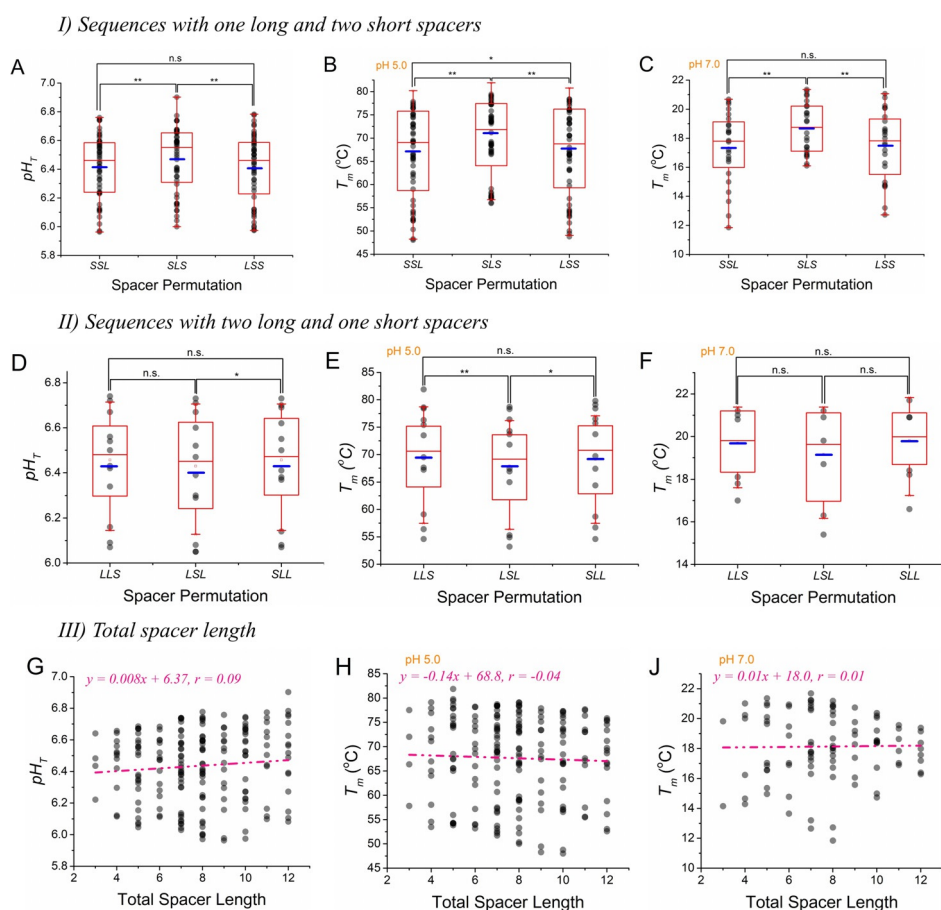 I) Sequences with one long and two short spacers
A
n.s
**
**
pH_T
7.0
6.8
6.6
6.4
6.2
6.0
5.8
SSL
SLS
LSS
Spacer Permutation
B
pH 5.0
*
**
**
T_m (°C)
85
80
75
70
65
60
55
50
45
SSL
SLS
LSS
Spacer Permutation
C
pH 7.0
n.s.
**
**
T_m (°C)
22
20
18
16
14
12
10
SSL
SLS
LSS
Spacer Permutation
II) Sequences with two long and one short spacers
D
n.s.
n.s.
*
pH_T
6.8
6.6
6.4
6.2
6.0
LLS
LSL
SLL
Spacer Permutation
E
pH 5.0
n.s.
**
*
T_m (°C)
85
80
75
70
65
60
55
50
LLS
LSL
SLL
Spacer Permutation
F
pH 7.0
n.s.
n.s.
n.s.
T_m (°C)
22
20
18
16
14
LLS
LSL
SLL
Spacer Permutation
III) Total spacer length
G
y = 0.008x + 6.37, r = 0.09
pH_T
7.0
6.8
6.6
6.4
6.2
6.0
5.8
2 4 6 8 10 12
Total Spacer Length
H
pH 5.0
y = -0.14x + 68.8, r = -0.04
T_m (°C)
85
80
75
70
65
60
55
50
45
2 4 6 8 10 12
Total Spacer Length
J
pH 7.0
y = 0.01x + 18.0, r = 0.01
T_m (°C)
22
20
18
16
14
12
10
2 4 6 8 10 12
Total Spacer Length